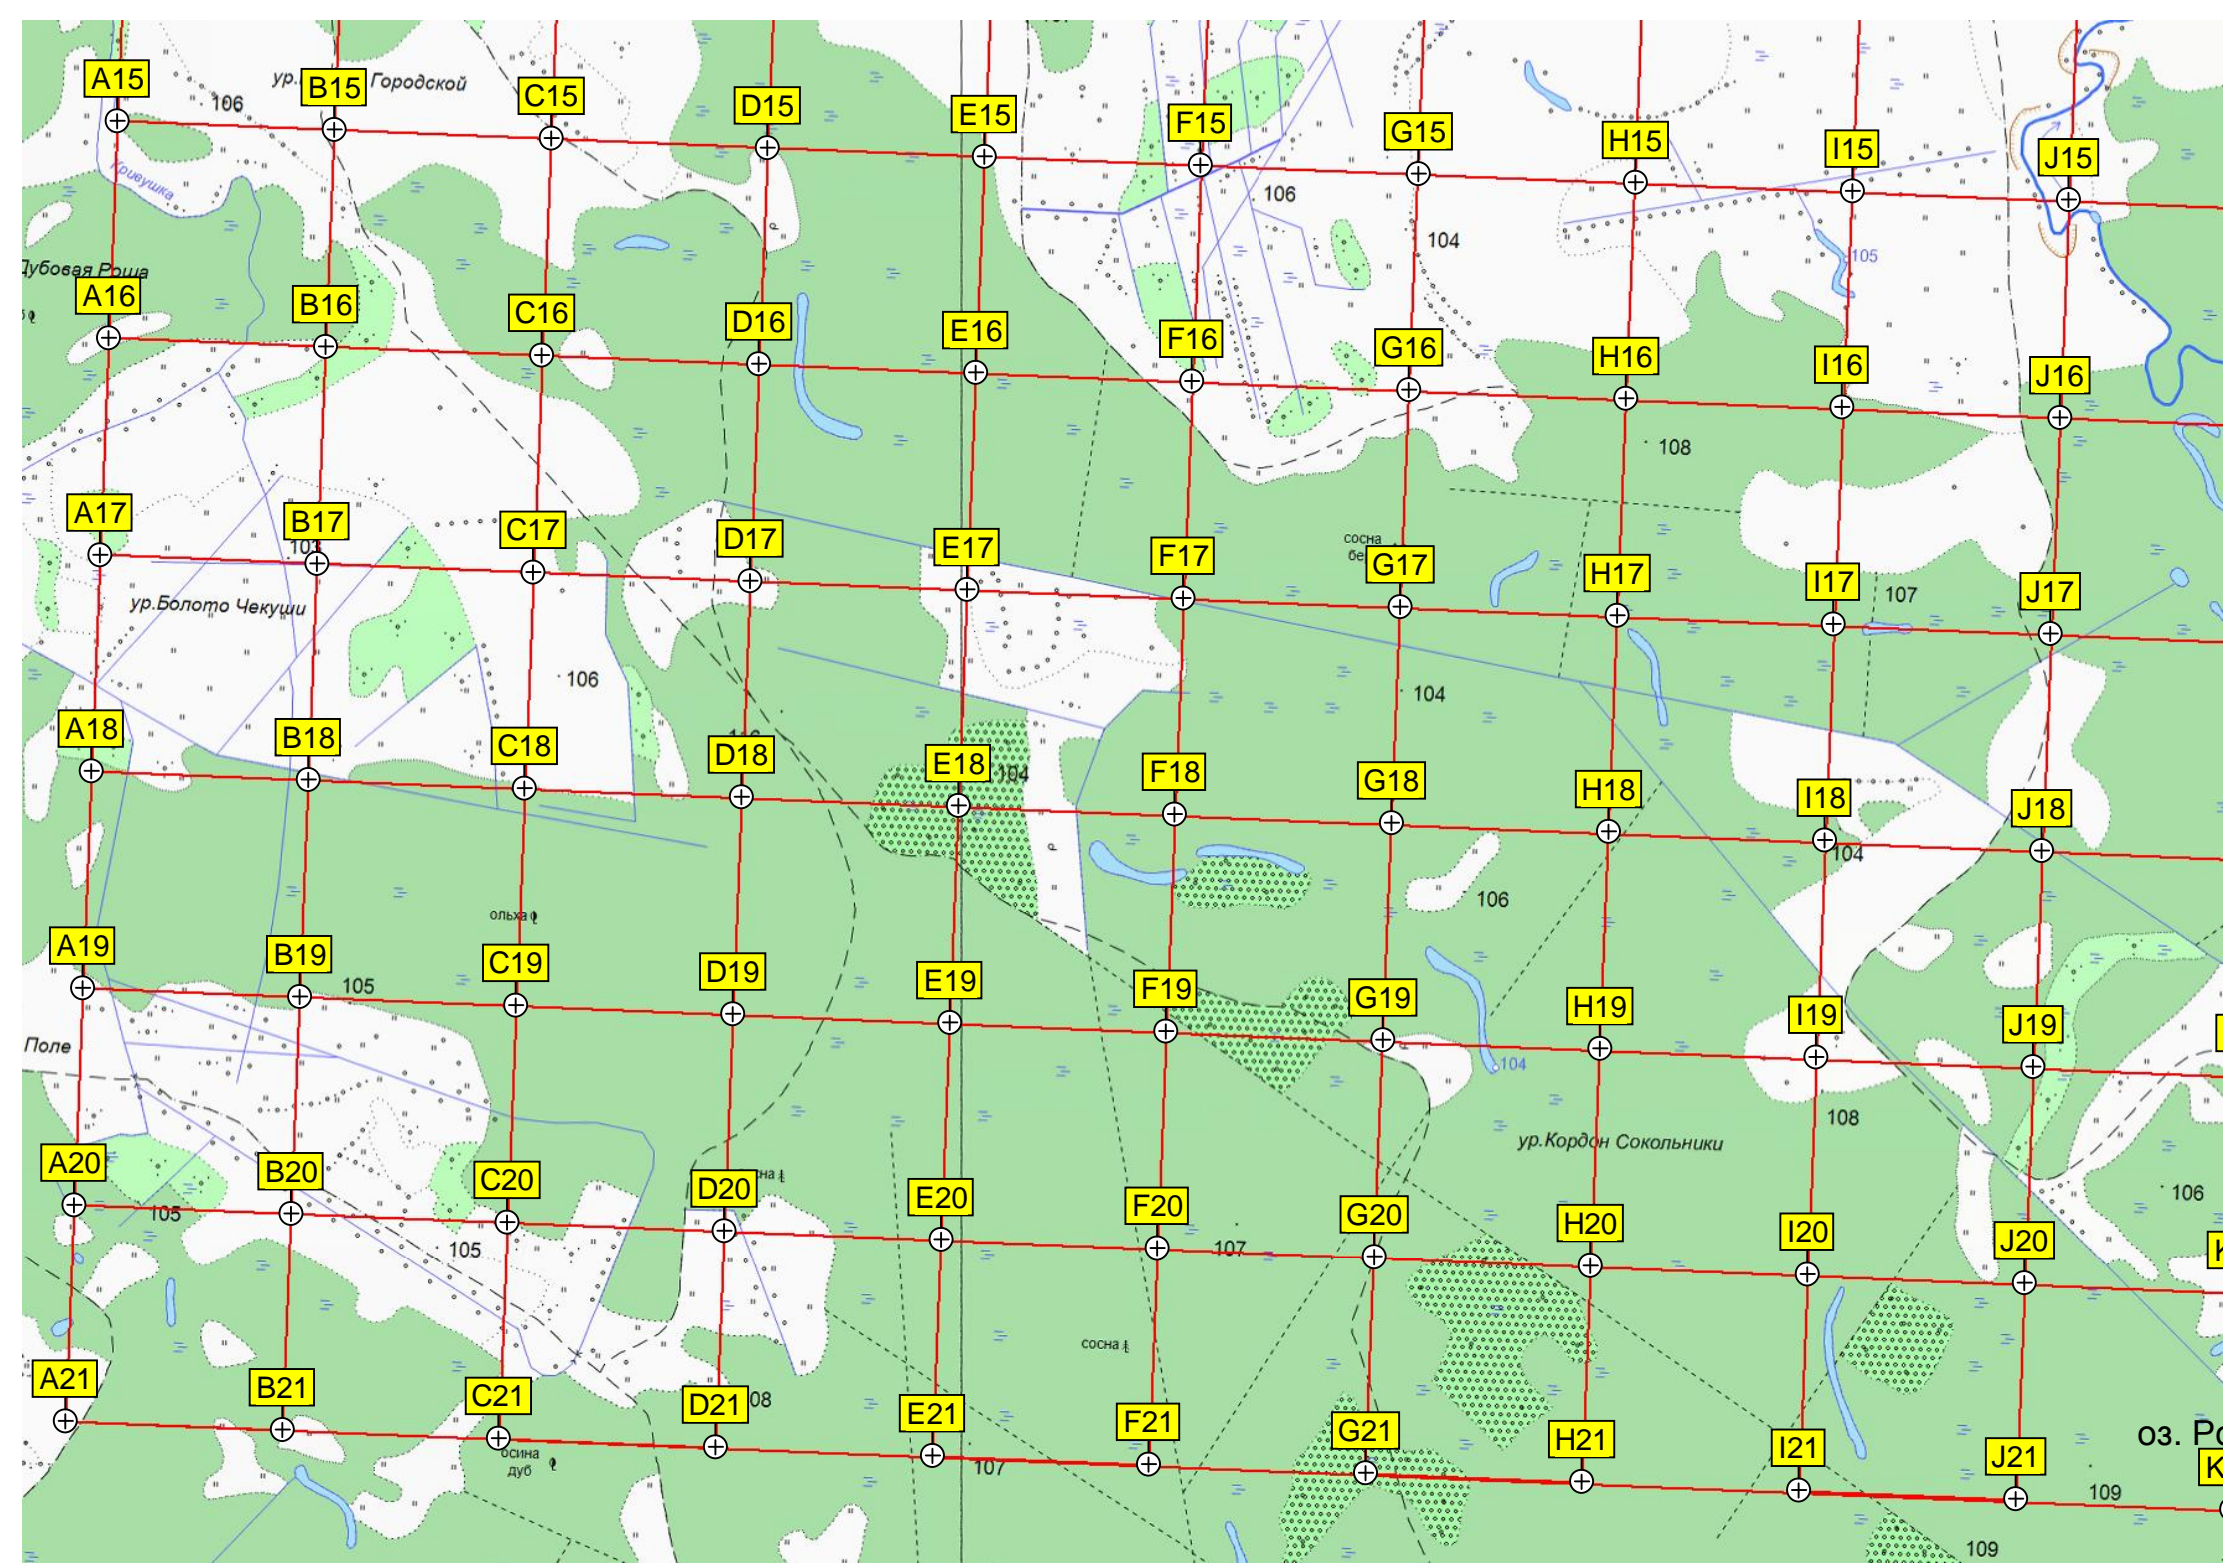 A15
B15
C15
D15
E15
F15
G15
H15
I15
J15
ур.
Городской
106
Кривушка
106
104
105
Дубовая Роща
A16
B16
C16
D16
E16
F16
G16
H16
I16
J16
108
A17
B17
C17
D17
E17
F17
G17
H17
I17
J17
103
сосна
107
ур.Болото Чекуши
106
104
A18
B18
C18
D18
E18
F18
G18
H18
I18
J18
104
104
106
ольха
A19
B19
C19
D19
E19
F19
G19
H19
I19
J19
105
Поле
104
108
ур.Кордон Сокольники
A20
B20
C20
D20
E20
F20
G20
H20
I20
J20
105
105
107
106
сосна
A21
B21
C21
D21
E21
F21
G21
H21
I21
J21
08
107
осина
дуб
оз.
K
109
109